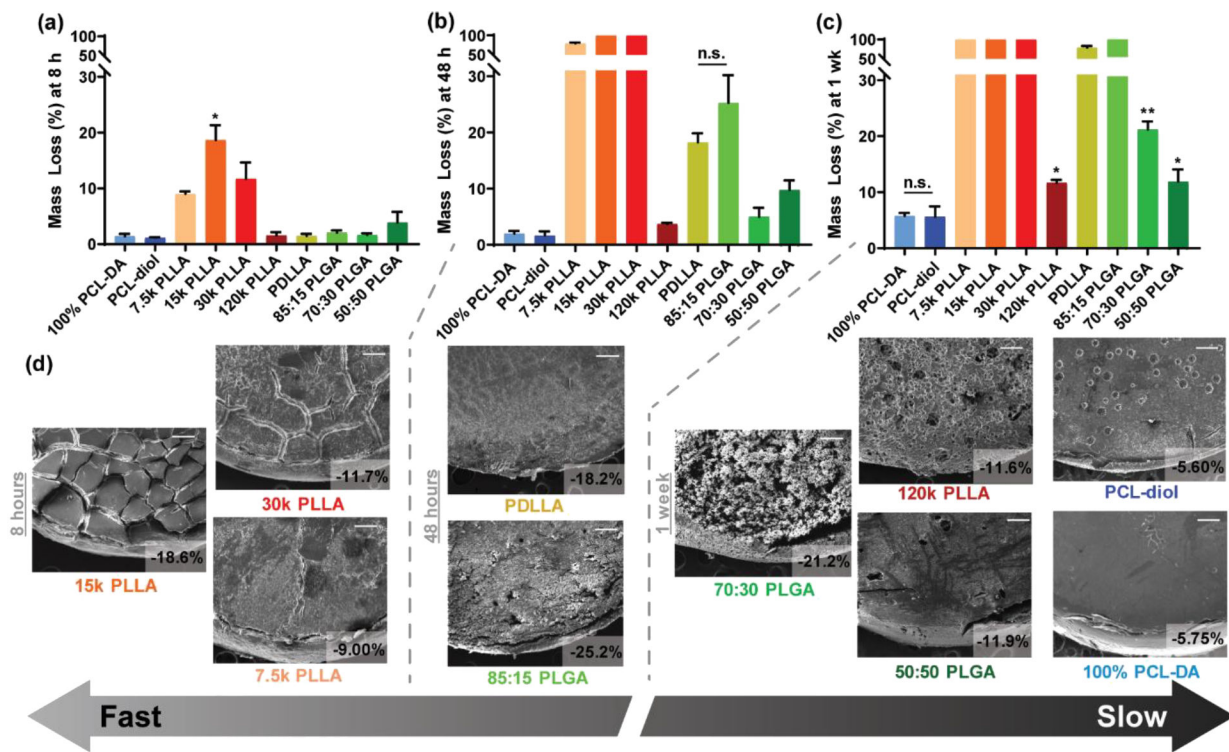 (a)
Mass Loss (%) at 8 h
100
50
30
20
10
0
*
100% PCL-DA
PCL-diol
7.5k PLLA
15k PLLA
30k PLLA
120k PLLA
PDLLA
85:15 PLGA
70:30 PLGA
50:50 PLGA
(b)
Mass Loss (%) at 48 h
100
50
30
20
10
0
n.s.
100% PCL-DA
PCL-diol
7.5k PLLA
15k PLLA
30k PLLA
120k PLLA
PDLLA
85:15 PLGA
70:30 PLGA
50:50 PLGA
(c)
Mass Loss (%) at 1 wk
100
50
30
20
10
0
n.s.
*
**
*
100% PCL-DA
PCL-diol
7.5k PLLA
15k PLLA
30k PLLA
120k PLLA
PDLLA
85:15 PLGA
70:30 PLGA
50:50 PLGA
(d)
8 hours
-18.6%
15k PLLA
-11.7%
30k PLLA
-9.00%
7.5k PLLA
48 hours
-18.2%
PDLLA
-25.2%
85:15 PLGA
1 week
-21.2%
70:30 PLGA
-11.6%
120k PLLA
-5.60%
PCL-diol
-11.9%
50:50 PLGA
-5.75%
100% PCL-DA
Fast
Slow